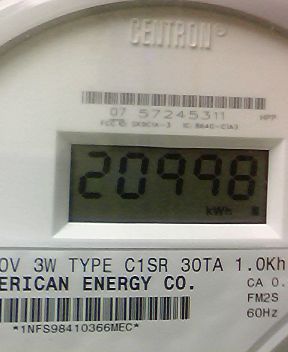 CENTRON®
07 57245311
HPP
20998
kWh
0V 3W TYPE C1SR 30TA 1.0Kh
ERICAN ENERGY CO.
CA 0.
FM2S
60Hz
*1NFS98410366MEC*